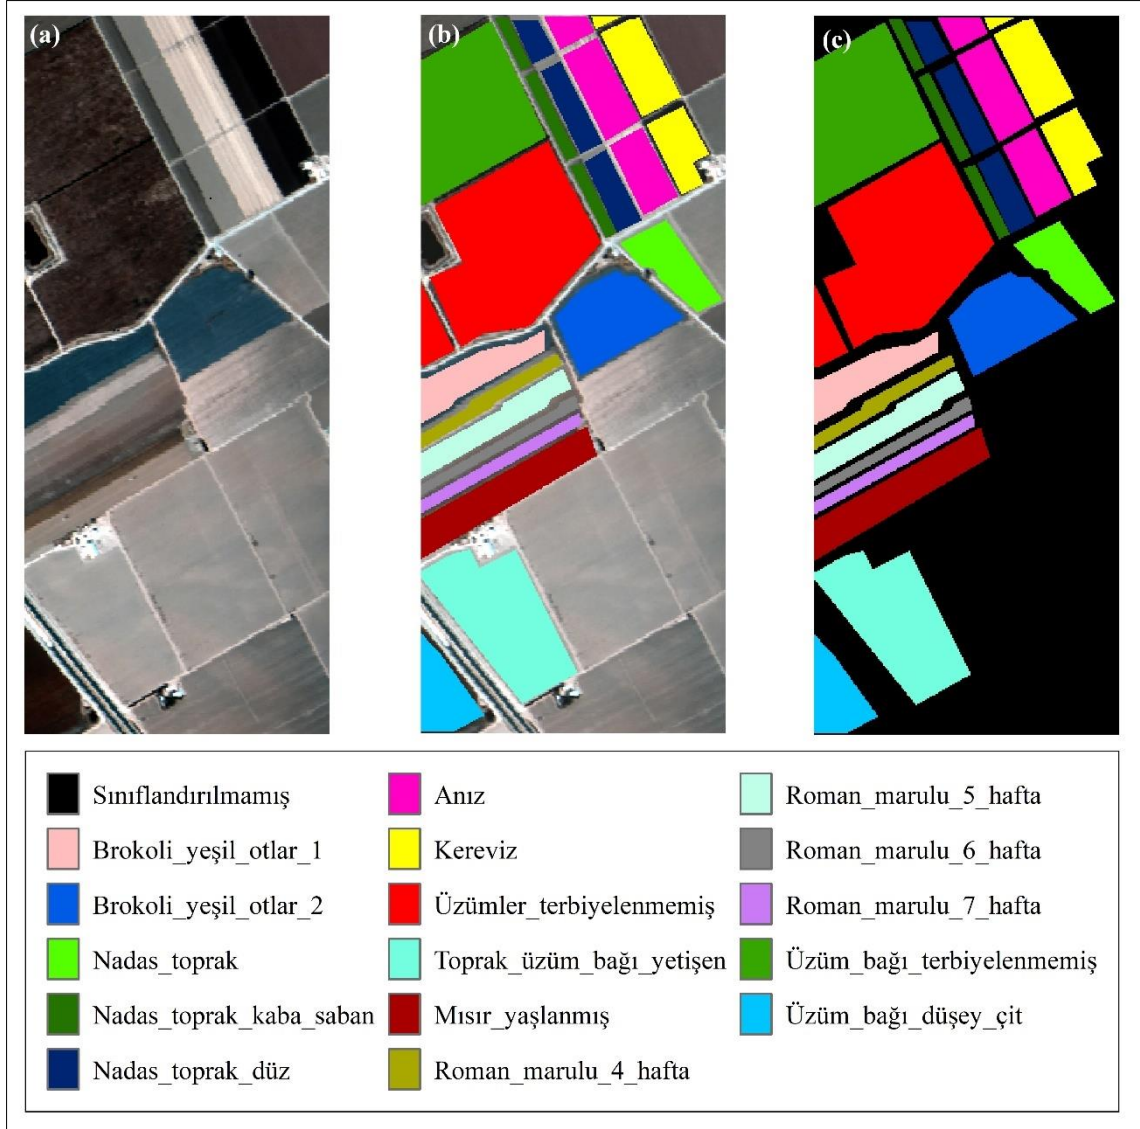 (a)
(b)
(c)
Sınıflandırılmamış
Brokoli_yeşil_otlar_1
Brokoli_yeşil_otlar_2
Nadas_toprak
Nadas_toprak_kaba_saban
Nadas_toprak_düz
Anız
Kereviz
Üzümler_terbiyelenmemiş
Toprak_üzüm_bağı_yetişen
Mısır_yaşlanmış
Roman_marulu_4_hafta
Roman_marulu_5_hafta
Roman_marulu_6_hafta
Roman_marulu_7_hafta
Üzüm_bağı_terbiyelenmemiş
Üzüm_bağı_düşey_çit